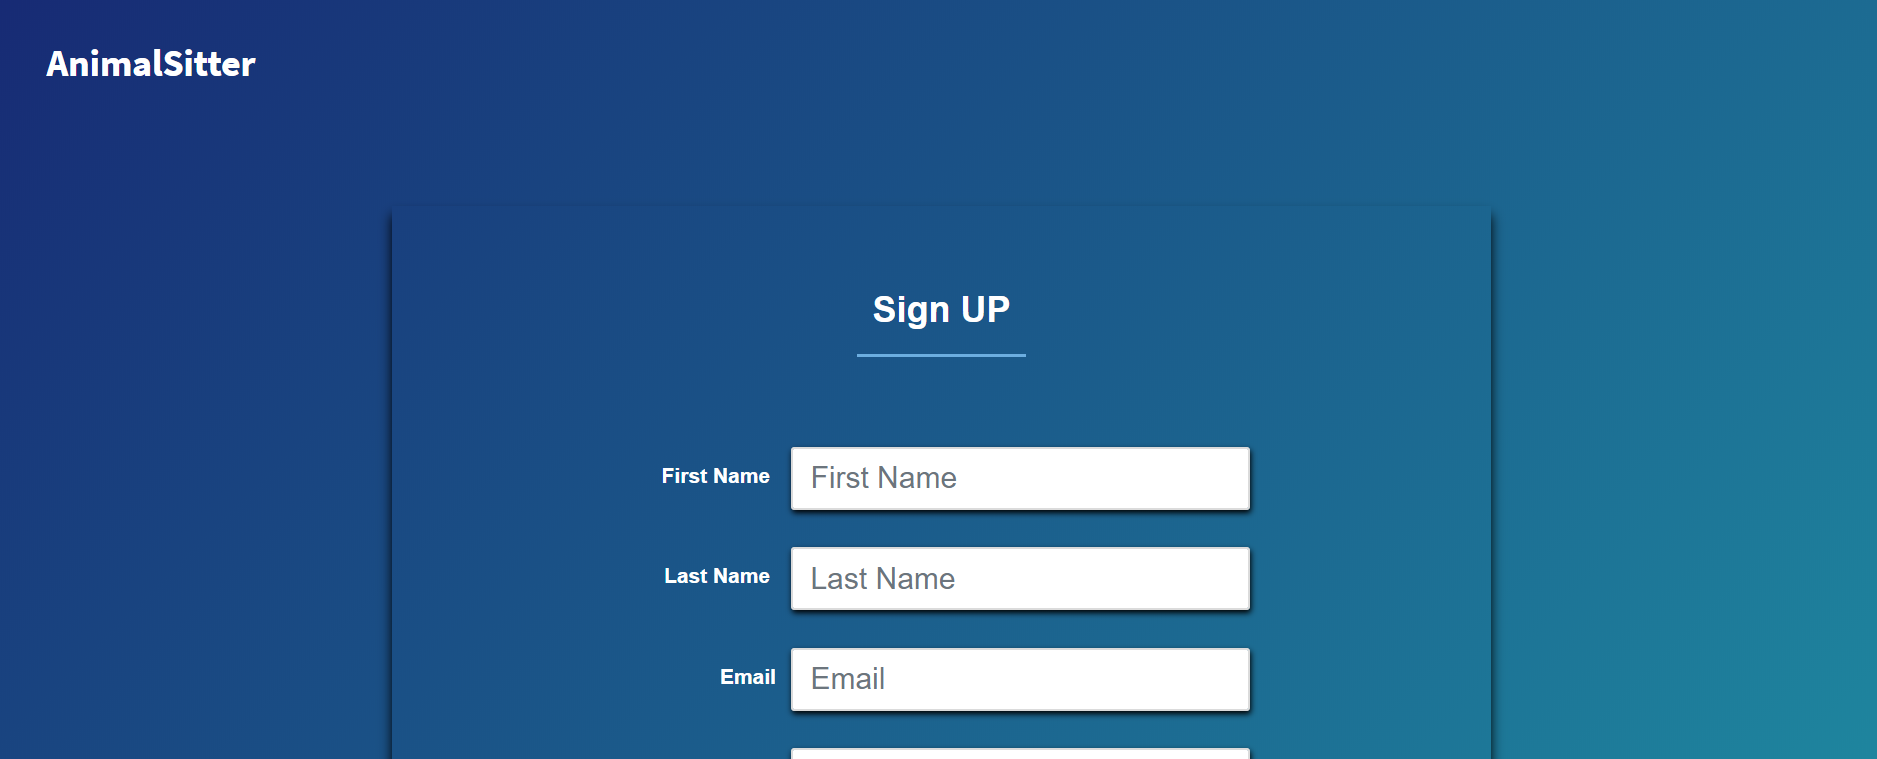 AnimalSitter
Sign UP
First Name
First Name
Last Name
Last Name
Email
Email